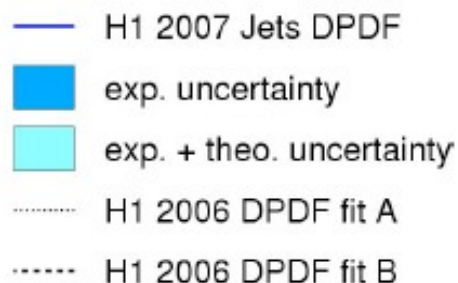 H1 2007 Jets DPDF
exp. uncertainty
exp. + theo. uncertainty
H1 2006 DPDF fit A
H1 2006 DPDF fit B